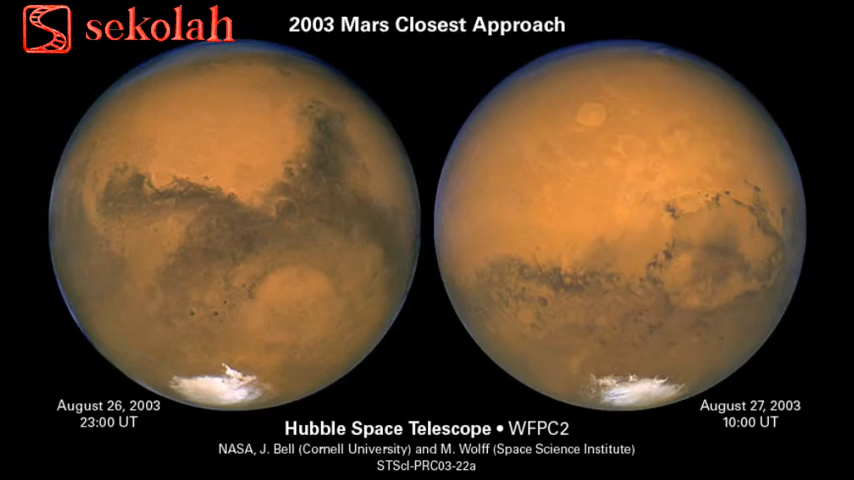 sekolah
2003 Mars Closest Approach
August 26, 2003
23:00 UT
August 27, 2003
10:00 UT
Hubble Space Telescope • WFPC2
NASA, J. Bell (Cornell University) and M. Wolff (Space Science Institute)
STScI-PRC03-22a